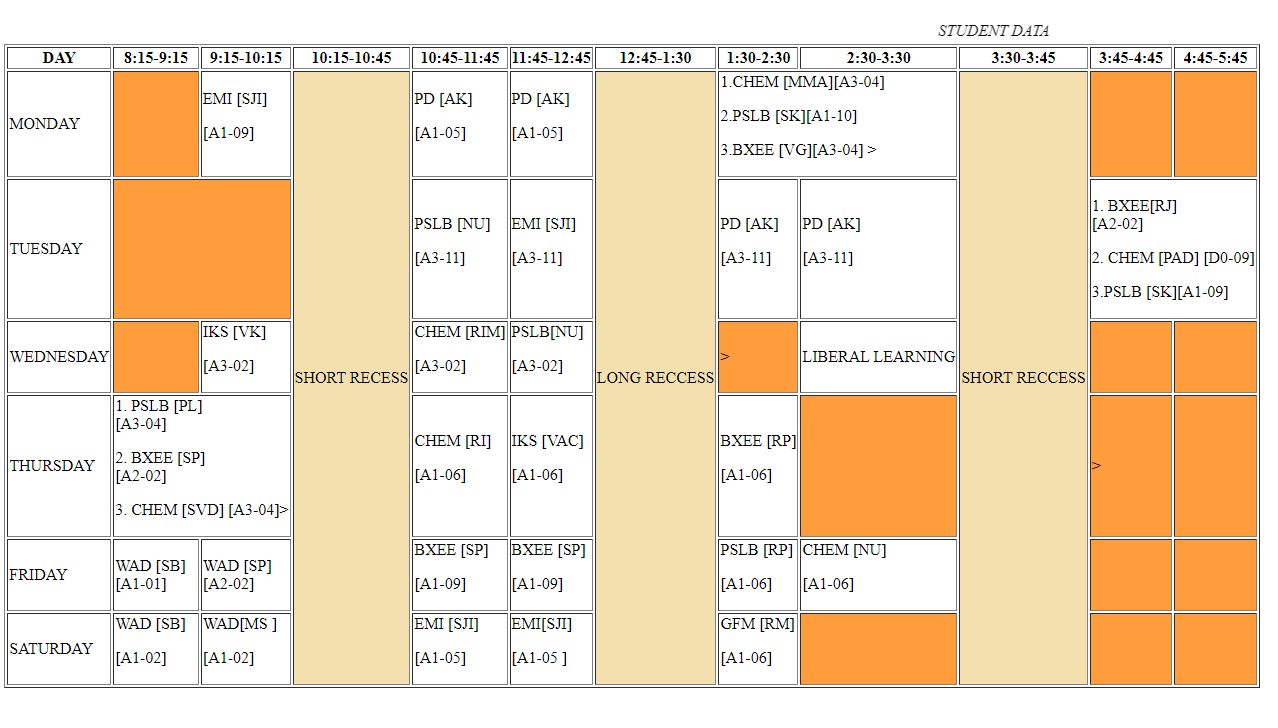 STUDENT DATA
DAY 8:15-9:15 9:15-10:15 10:15-10:45 10:45-11:45 11:45-12:45 12:45-1:30 1:30-2:30 2:30-3:30 3:30-3:45 3:45-4:45 4:45-5:45
MONDAY
EMI [SJI]
[A1-09]
SHORT RECESS
PD [AK]
[A1-05]
PD [AK]
[A1-05]
LONG RECCESS
1.CHEM [MMA][A3-04]
2.PSLB [SK][A1-10]
3.BXEE [VG][A3-04] >
SHORT RECCESS
TUESDAY
PSLB [NU]
[A3-11]
EMI [SJI]
[A3-11]
PD [AK]
[A3-11]
PD [AK]
[A3-11]
1. BXEE[RJ]
[A2-02]
2. CHEM [PAD] [D0-09]
3.PSLB [SK][A1-09]
WEDNESDAY
IKS [VK]
[A3-02]
CHEM [RIM]
[A3-02]
PSLB[NU]
[A3-02]
>
LIBERAL LEARNING
THURSDAY
1. PSLB [PL]
[A3-04]
2. BXEE [SP]
[A2-02]
3. CHEM [SVD] [A3-04]>
CHEM [RI]
[A1-06]
IKS [VAC]
[A1-06]
BXEE [RP]
[A1-06]
>
FRIDAY
WAD [SB]
[A1-01]
WAD [SP]
[A2-02]
BXEE [SP]
[A1-09]
BXEE [SP]
[A1-09]
PSLB [RP]
[A1-06]
CHEM [NU]
[A1-06]
SATURDAY
WAD [SB]
[A1-02]
WAD[MS ]
[A1-02]
EMI [SJI]
[A1-05]
EMI[SJI]
[A1-05 ]
GFM [RM]
[A1-06]